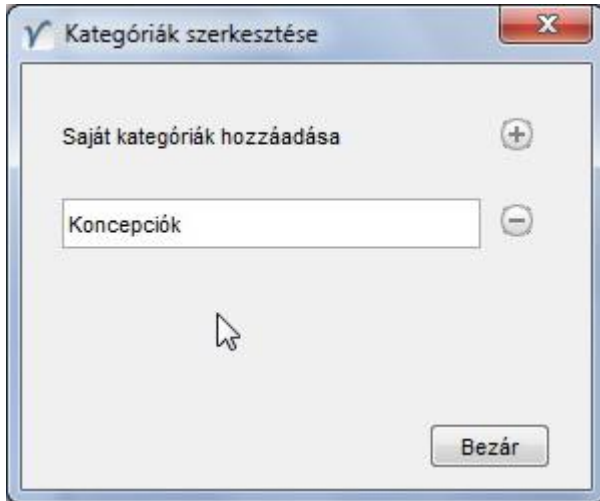 Kategóriák szerkesztése
Saját kategóriák hozzáadása
Koncepciók
Bezár